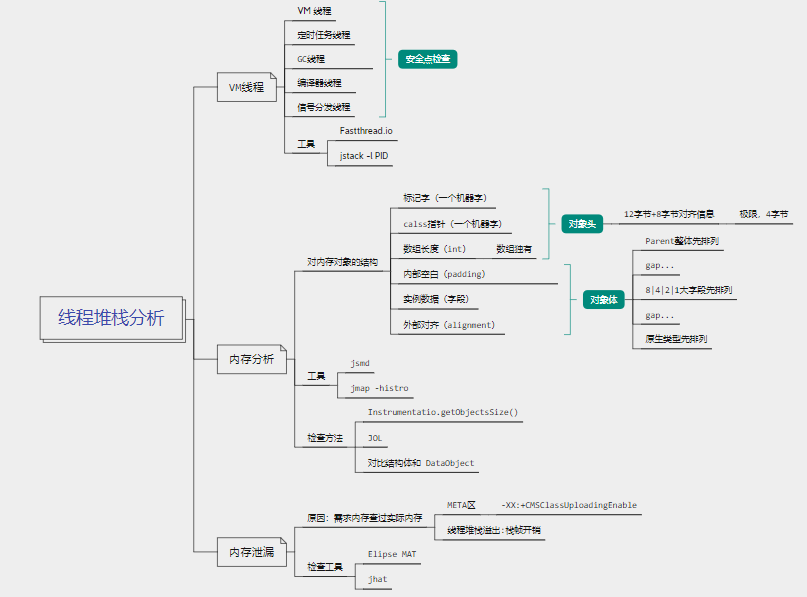 线程堆栈分析
VM线程
VM 线程
定时任务线程
GC线程
编译器线程
信号分发线程
安全点检查
工具
Fastthread.io
jstack -l PID
内存分析
对内存对象的结构
标记字（一个机器字）
calss指针（一个机器字）
数组长度（int）
数组独有
内部空白（padding）
实例数据（字段）
外部对齐（alignment）
对象头
12字节+8字节对齐信息
极限，4字节
对象体
Parent整体先排列
gap...
8|4|2|1大字段先排列
gap...
原生类型先排列
工具
jsmd
jmap -histro
检查方法
Instrumentatio.getObjectsSize()
JOL
对比结构体和 DataObject
内存泄漏
原因：需求内存查过实际内存
META区
-XX:+CMSClassUploadingEnable
线程堆栈溢出:栈帧开销
检查工具
Elipse MAT
jhat